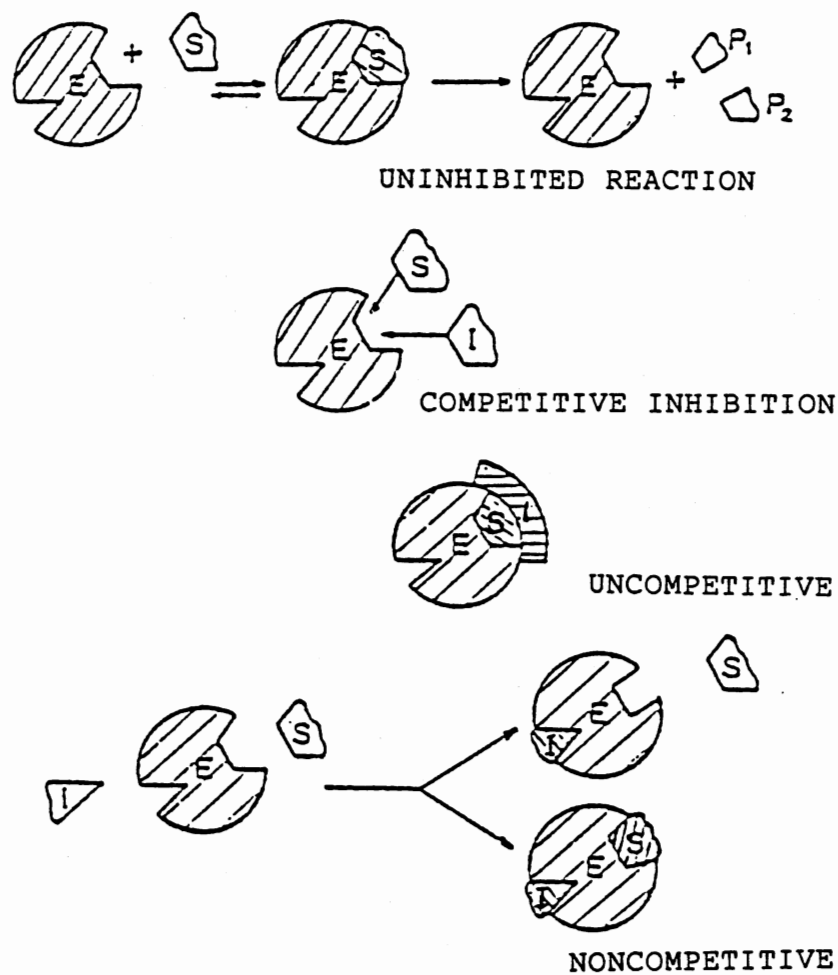 E + S
E S
E + P1
P2
UNINHIBITED REACTION
S
E I
COMPETITIVE INHIBITION
E S I
UNCOMPETITIVE
S
E
I
I E S
E S
I
NONCOMPETITIVE